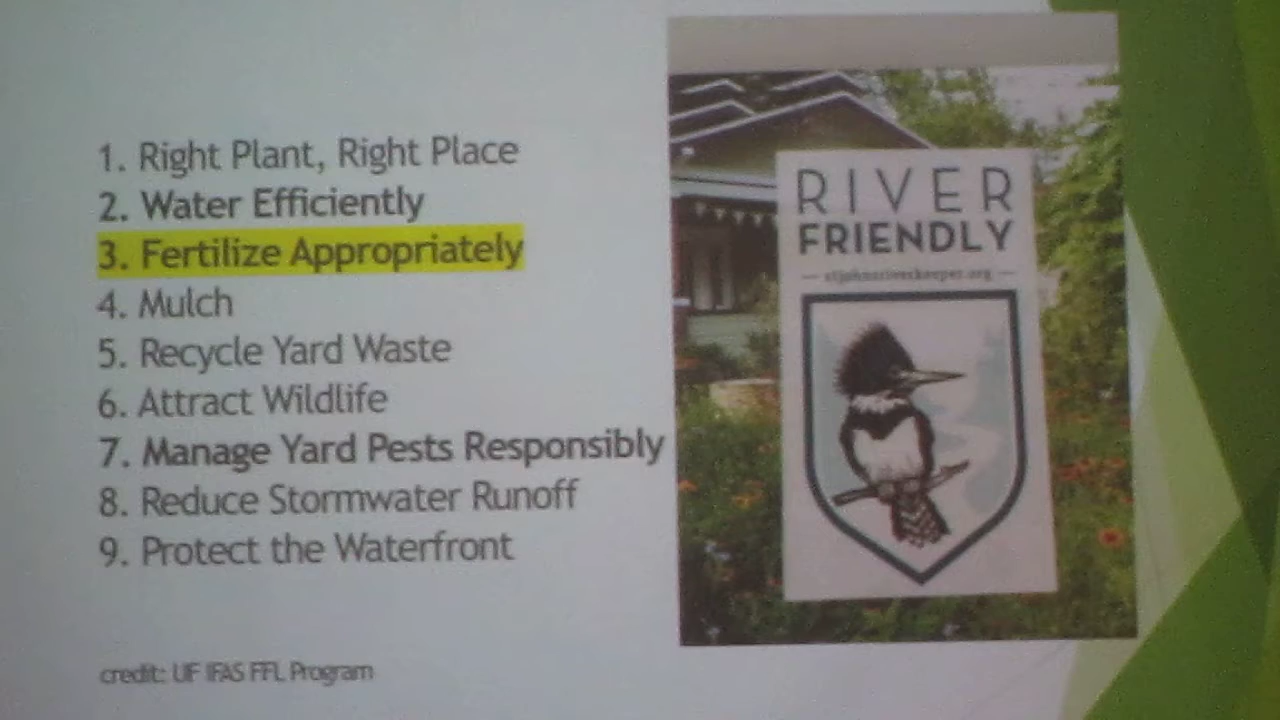 1. Right Plant, Right Place
2. Water Efficiently
3. Fertilize Appropriately
4. Mulch
5. Recycle Yard Waste
6. Attract Wildlife
7. Manage Yard Pests Responsibly
8. Reduce Stormwater Runoff
9. Protect the Waterfront
credit: UF IFAS FFL Program
RIVER
FRIENDLY
stjohnsriverkeeper.org